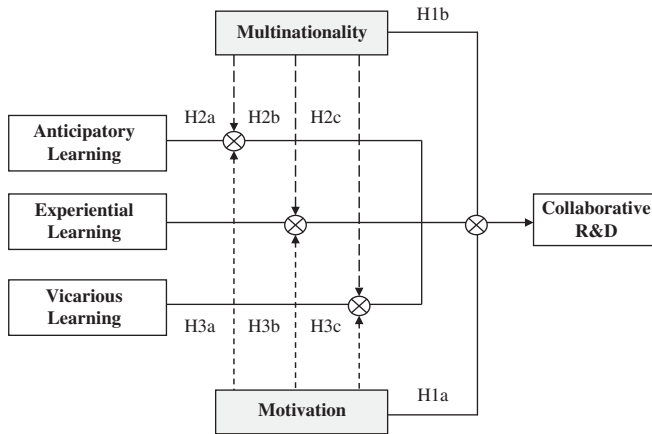 H1b
Multinationality
H2a
H2b
H2c
Anticipatory
Learning
Experiential
Learning
Collaborative
R&D
Vicarious
Learning
H3a
H3b
H3c
H1a
Motivation